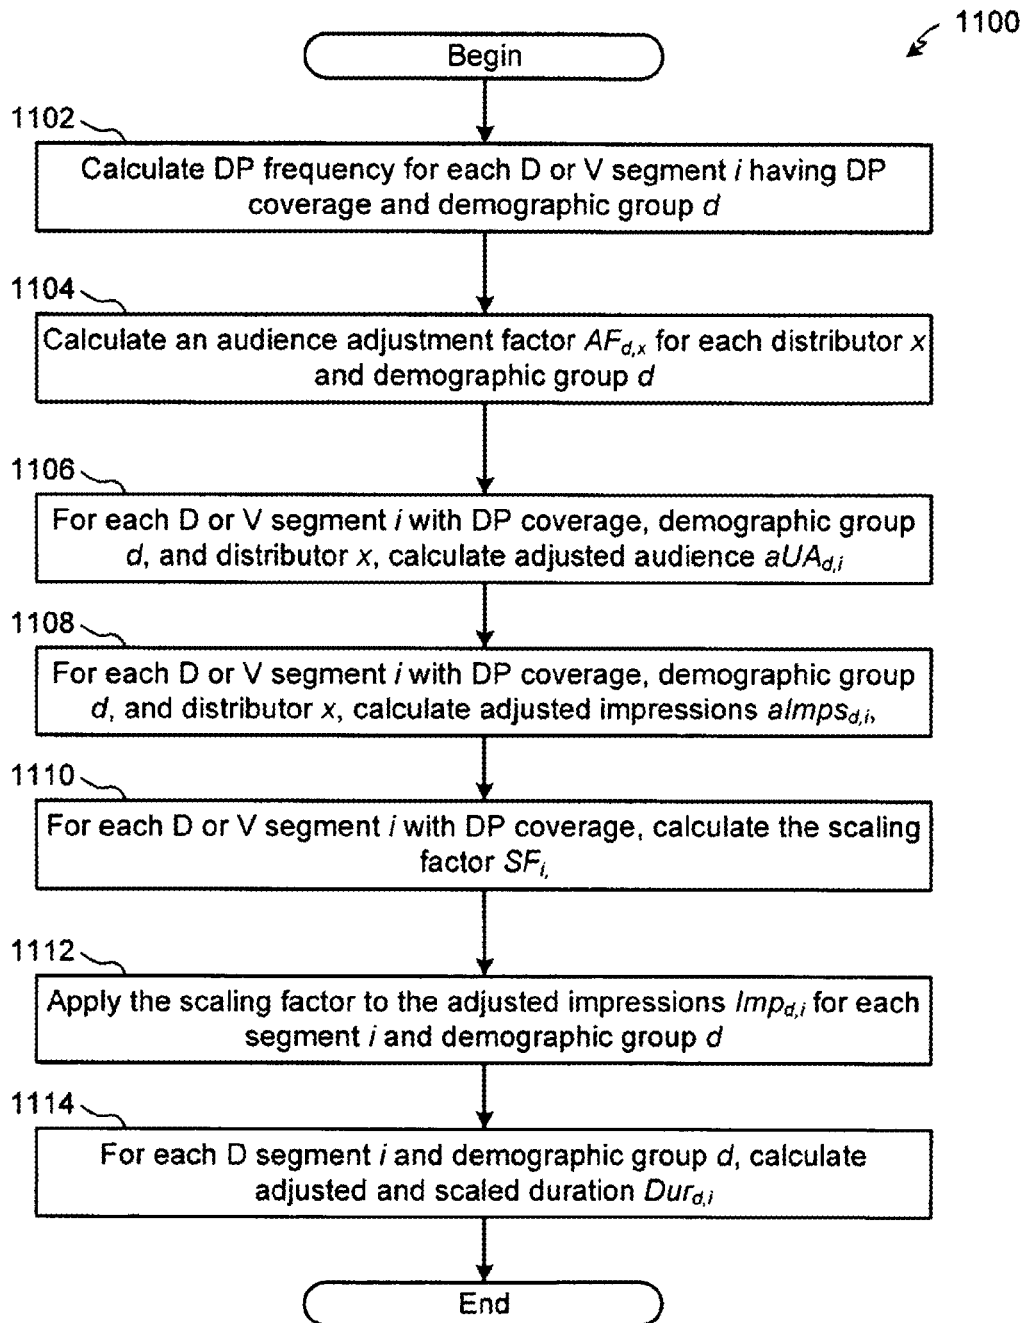 1100
Begin
1102
Calculate DP frequency for each D or V segment i having DP
coverage and demographic group d
1104
Calculate an audience adjustment factor AFd,x for each distributor x
and demographic group d
1106
For each D or V segment i with DP coverage, demographic group
d, and distributor x, calculate adjusted audience aUAd,i
1108
For each D or V segment i with DP coverage, demographic group
d, and distributor x, calculate adjusted impressions aImpsd,i,
1110
For each D or V segment i with DP coverage, calculate the scaling
factor SFi,
1112
Apply the scaling factor to the adjusted impressions Impd,i for each
segment i and demographic group d
1114
For each D segment i and demographic group d, calculate
adjusted and scaled duration Durd,i
End